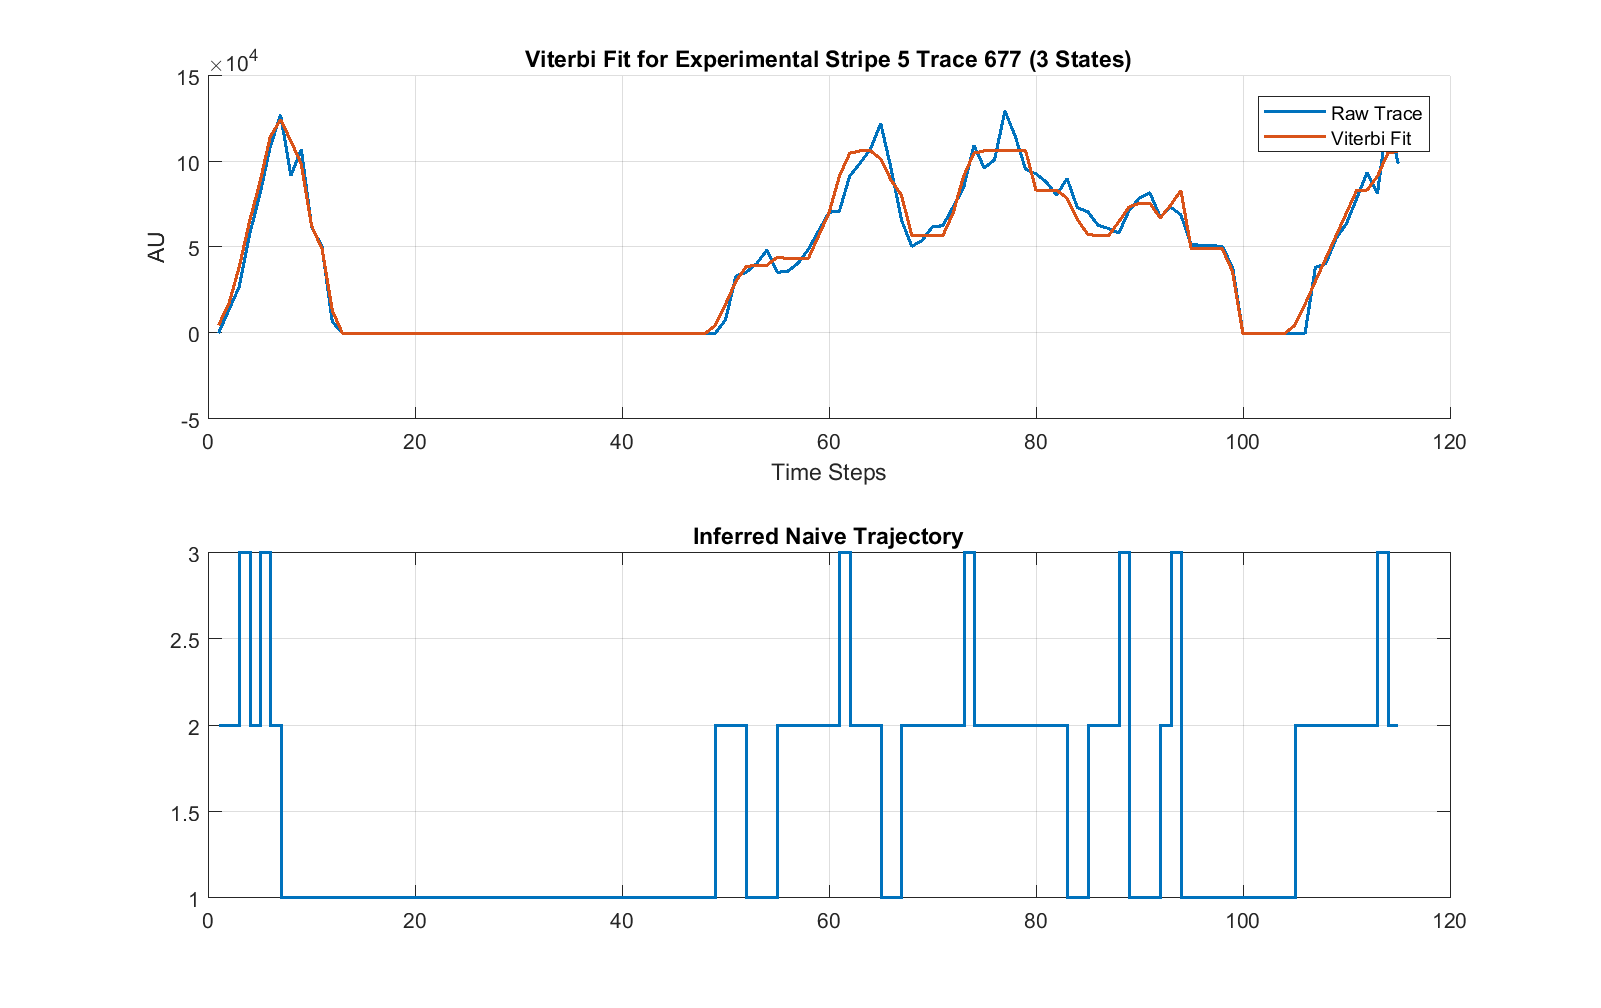 ×10^4
Viterbi Fit for Experimental Stripe 5 Trace 677 (3 States)
15
10
5
0
-5
AU
Raw Trace
Viterbi Fit
0 20 40 60 80 100 120
Time Steps
Inferred Naive Trajectory
3
2.5
2
1.5
1
0 20 40 60 80 100 120